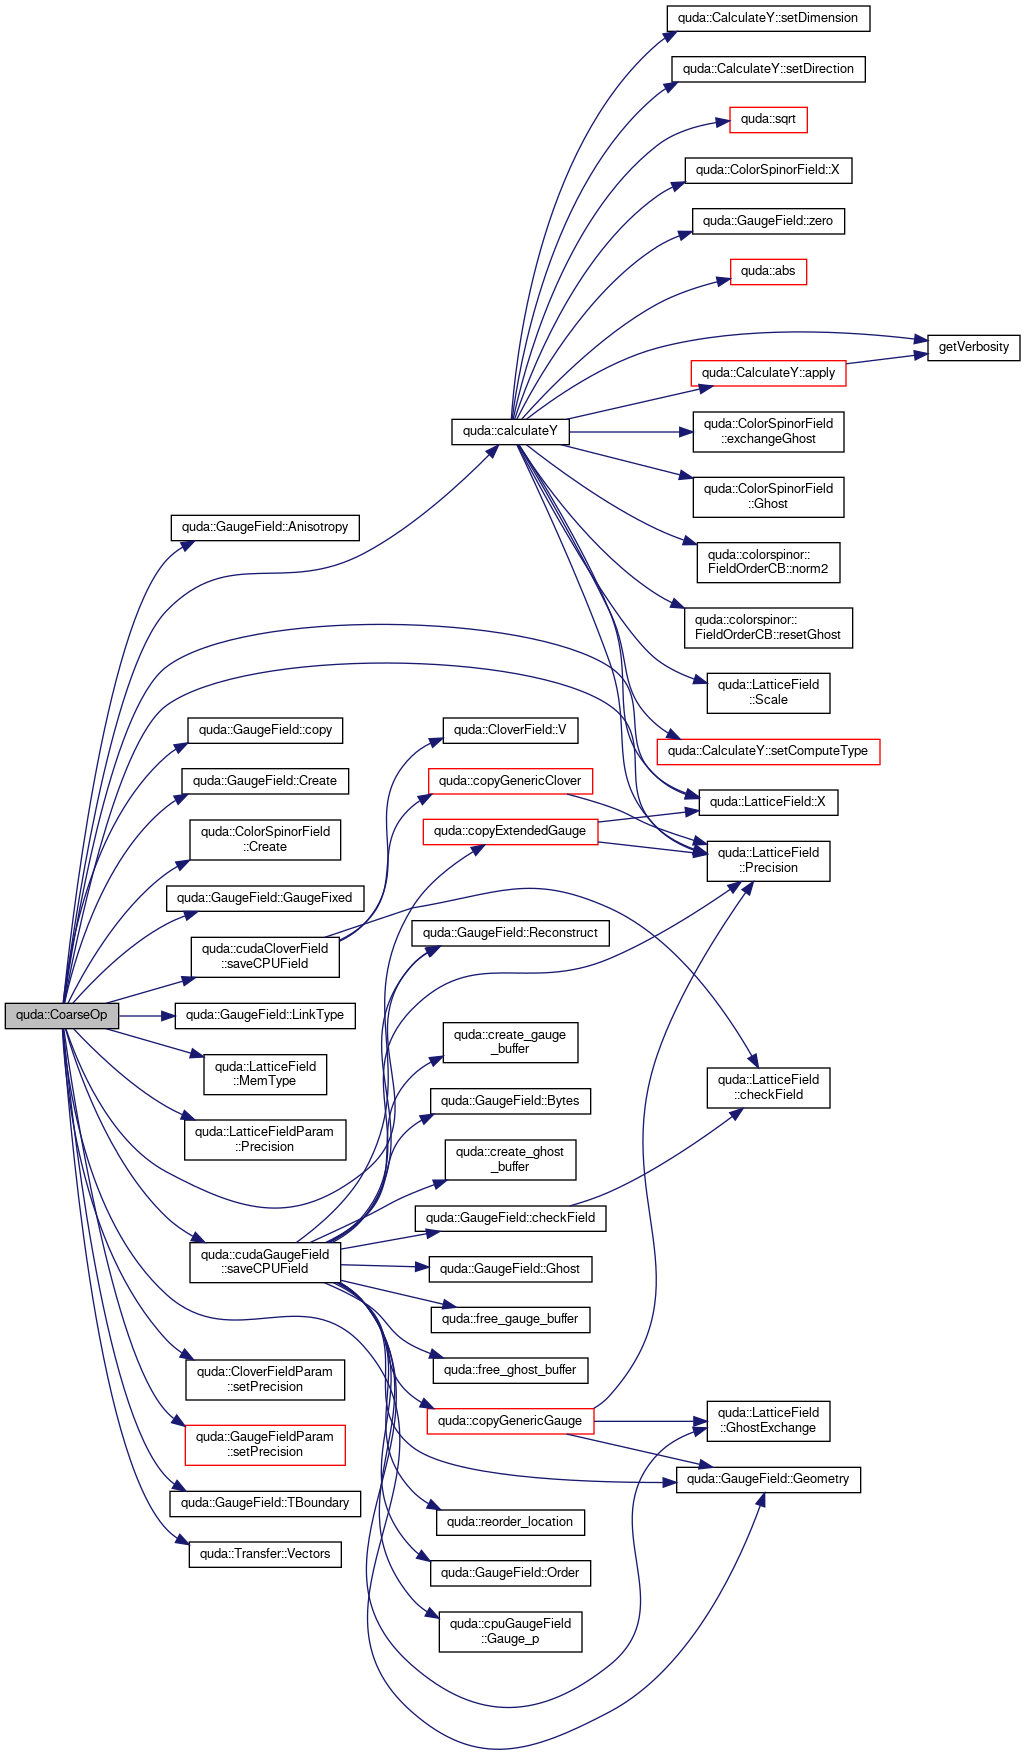 quda::CalculateY::setDimension
quda::CalculateY::setDirection
quda::sqrt
quda::ColorSpinorField::X
quda::GaugeField::zero
quda::abs
getVerbosity
quda::CalculateY::apply
quda::ColorSpinorField
::exchangeGhost
quda::calculateY
quda::ColorSpinorField
::Ghost
quda::GaugeField::Anisotropy
quda::colorspinor::
FieldOrderCB::norm2
quda::colorspinor::
FieldOrderCB::resetGhost
quda::LatticeField
::Scale
quda::GaugeField::copy
quda::CloverField::V
quda::CalculateY::setComputeType
quda::GaugeField::Create
quda::copyGenericClover
quda::LatticeField::X
quda::ColorSpinorField
::Create
quda::copyExtendedGauge
quda::LatticeField
::Precision
quda::GaugeField::GaugeFixed
quda::GaugeField::Reconstruct
quda::cudaCloverField
::saveCPUField
quda::CoarseOp
quda::GaugeField::LinkType
quda::create_gauge
_buffer
quda::LatticeField
::MemType
quda::LatticeField
::checkField
quda::GaugeField::Bytes
quda::LatticeFieldParam
::Precision
quda::create_ghost
_buffer
quda::GaugeField::checkField
quda::cudaGaugeField
::saveCPUField
quda::GaugeField::Ghost
quda::free_gauge_buffer
quda::free_ghost_buffer
quda::CloverFieldParam
::setPrecision
quda::copyGenericGauge
quda::LatticeField
::GhostExchange
quda::GaugeFieldParam
::setPrecision
quda::GaugeField::Geometry
quda::GaugeField::TBoundary
quda::reorder_location
quda::Transfer::Vectors
quda::GaugeField::Order
quda::cpuGaugeField
::Gauge_p